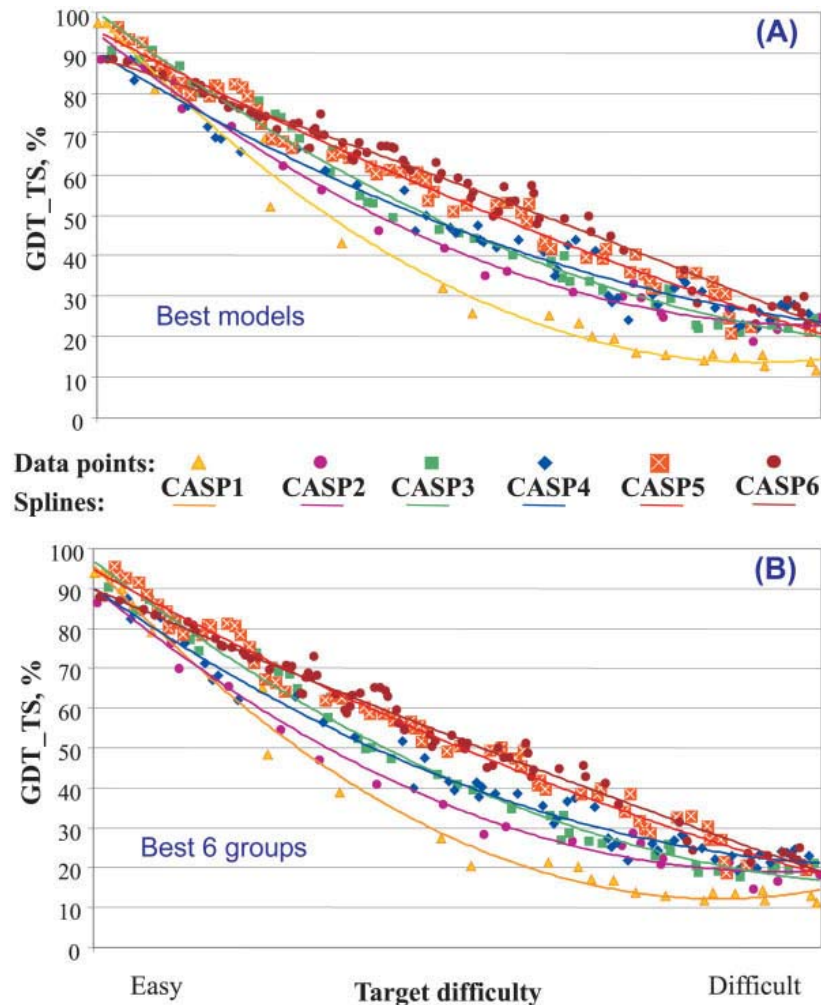 (A)
100
90
80
70
60
50
40
30
20
10
0
GDT_TS, %
Best models
Data points:
Splines: CASP1 CASP2 CASP3 CASP4 CASP5 CASP6
(B)
100
90
80
70
60
50
40
30
20
10
0
GDT_TS, %
Best 6 groups
Easy Target difficulty Difficult